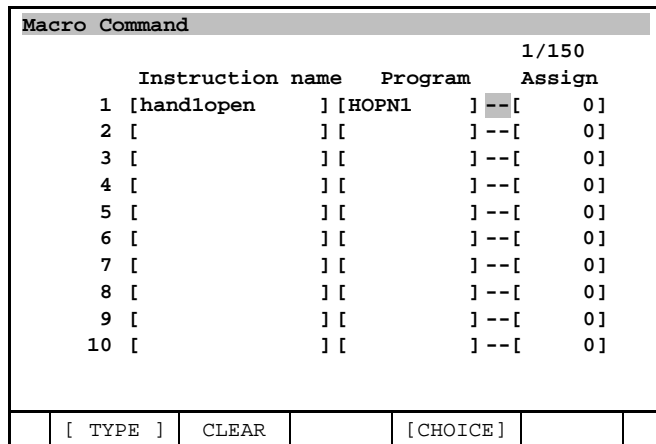 Macro Command
1/150
Instruction name Program Assign
1 [hand1open ] [HOPN1 ] --[ 0]
2 [ ] [ ] --[ 0]
3 [ ] [ ] --[ 0]
4 [ ] [ ] --[ 0]
5 [ ] [ ] --[ 0]
6 [ ] [ ] --[ 0]
7 [ ] [ ] --[ 0]
8 [ ] [ ] --[ 0]
9 [ ] [ ] --[ 0]
10 [ ] [ ] --[ 0]
[ TYPE ] CLEAR [CHOICE]